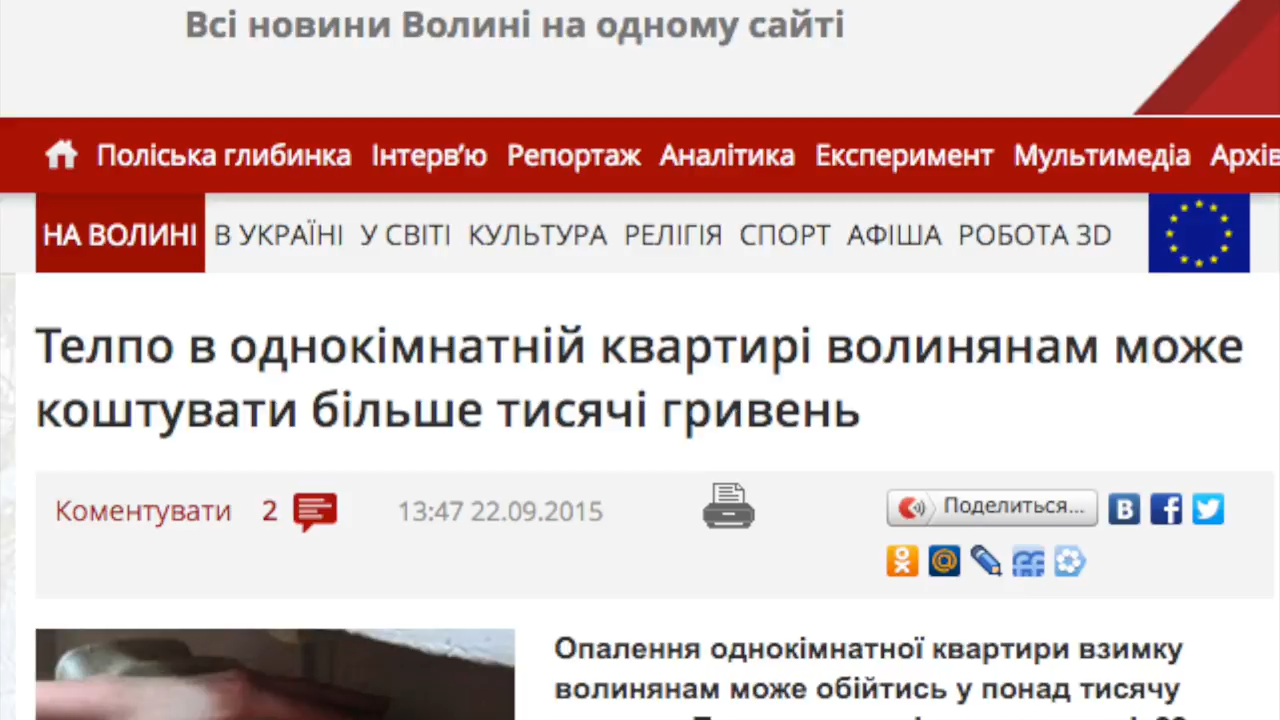 Всі новини Волині на одному сайті
Поліська глибинка Інтерв’ю Репортаж Аналітика Експеримент Мультимедіа Архів
НА ВОЛИНІ В УКРАЇНІ У СВІТІ КУЛЬТУРА РЕЛІГІЯ СПОРТ АФІША РОБОТА 3D
Телпо в однокімнатній квартирі волинянам може
коштувати більше тисячі гривень
Коментувати 2 13:47 22.09.2015 Поделиться...
Опалення однокімнатної квартири взимку
волинянам може обійтись у понад тисячу